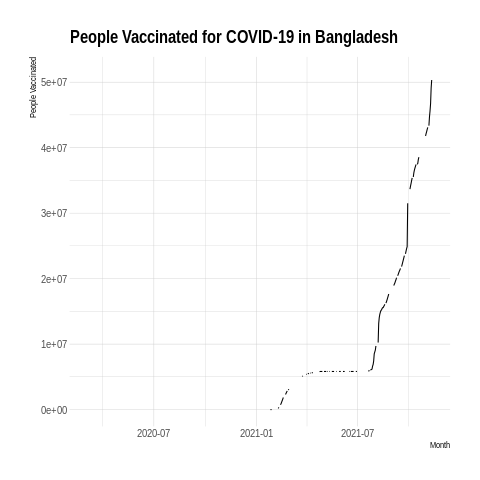 People Vaccinated for COVID-19 in Bangladesh
People Vaccinated
5e+07
4e+07
3e+07
2e+07
1e+07
0e+00
2020-07 2021-01 2021-07
Month